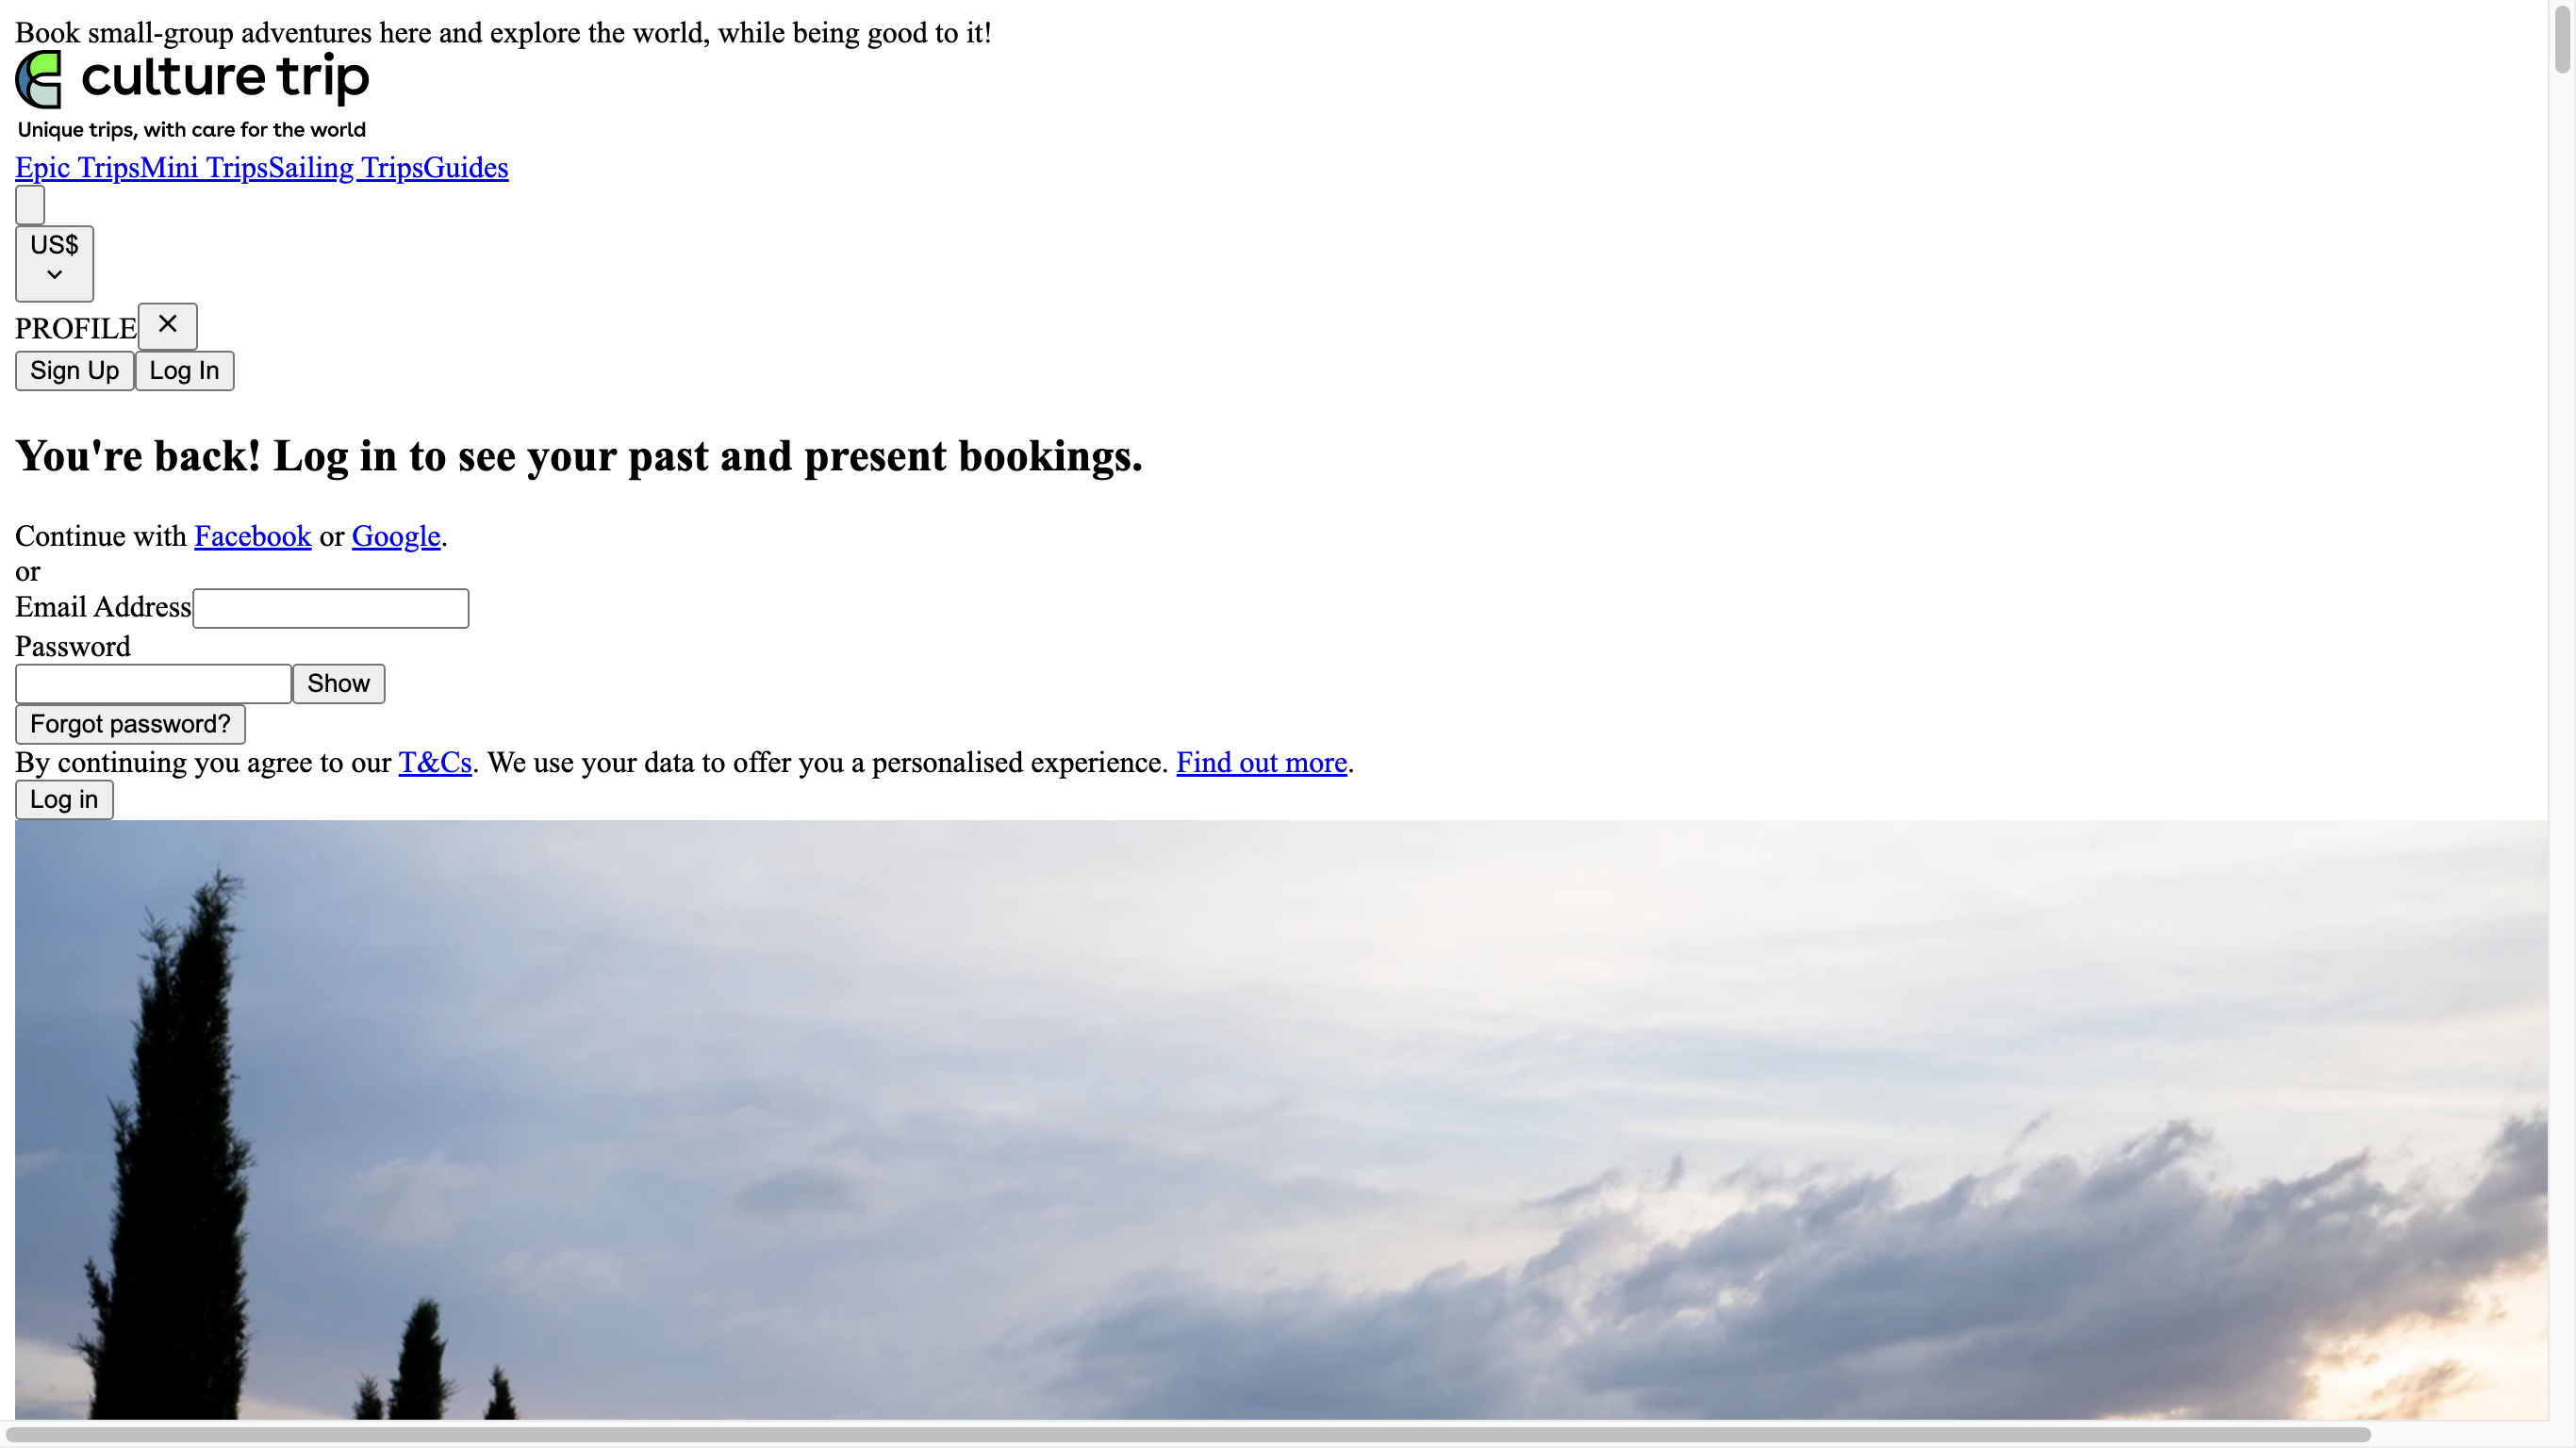 Book small-group adventures here and explore the world, while being good to it!
culture trip
Unique trips, with care for the world
Epic TripsMini TripsSailing TripsGuides
US$
PROFILE
Sign Up Log In
You're back! Log in to see your past and present bookings.
Continue with Facebook or Google.
or
Email Address
Password
Show
Forgot password?
By continuing you agree to our T&Cs. We use your data to offer you a personalised experience. Find out more.
Log in